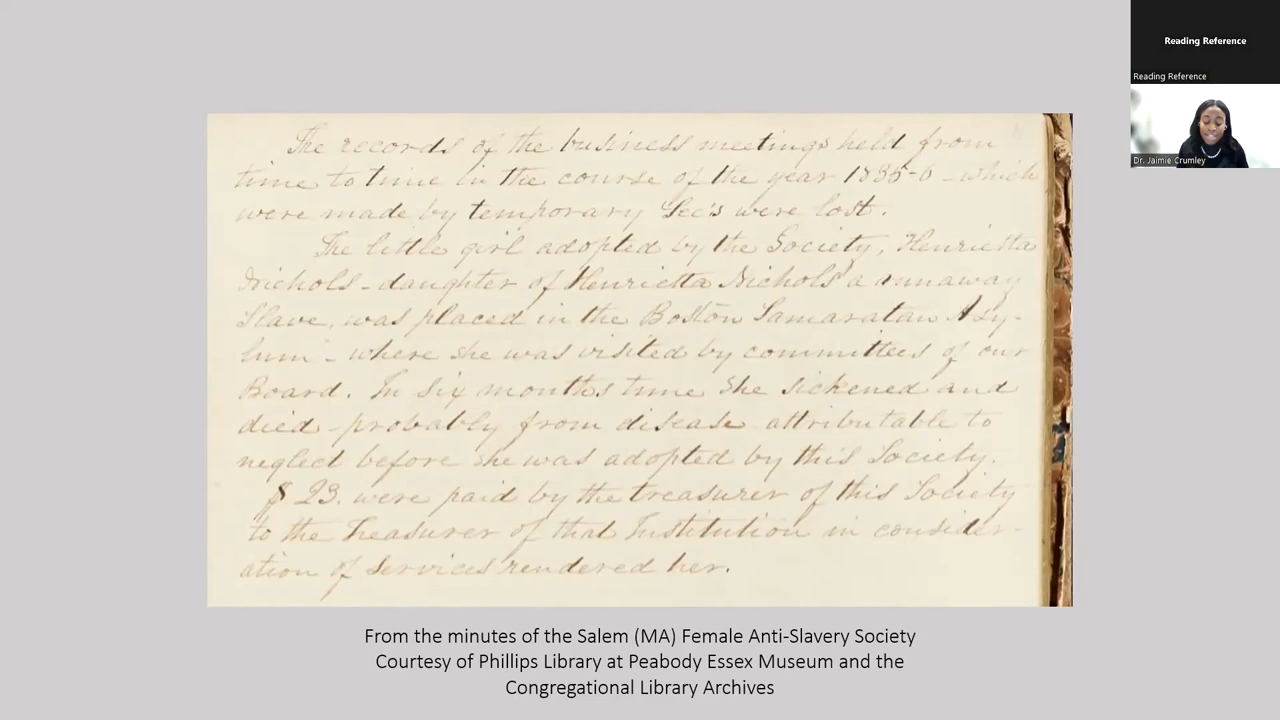 Reading Reference
Reading Reference
Dr. Jaimie Crumley
The records of the business meetings held from
time to time in the course of the year 1835-6 - which
were made by temporary Sec's were lost.
The little girl adopted by the Society, Henrietta
Nichols - daughter of Henrietta Nichols a runaway
Slave, was placed in the Boston Samaratan Asy-
lum - where she was visited by committees of our
Board. In six months time she sickened and
died - probably from disease attributable to
neglect before she was adopted by this Society.
$23. were paid by the treasurer of this Society
to the Treasurer of that Institution in consider-
ation of Services rendered her.
From the minutes of the Salem (MA) Female Anti-Slavery Society
Courtesy of Phillips Library at Peabody Essex Museum and the
Congregational Library Archives